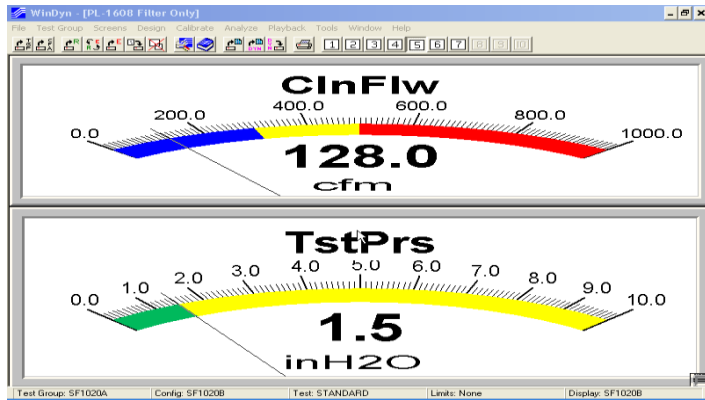 WinDyn - [PL-1608 Filter Only]
File Test Group Screens Design Calibrate Analyze Playback Tools Window Help
1 2 3 4 5 6 7 8 9 10
ClnFlw
0.0 200.0 400.0 600.0 800.0 1000.0
128.0
cfm
TstPrs
0.0 1.0 2.0 3.0 4.0 5.0 6.0 7.0 8.0 9.0 10.0
1.5
inH2O
Test Group: SF1020A Config: SF1020B Test: STANDARD Limits: None Display: SF1020B